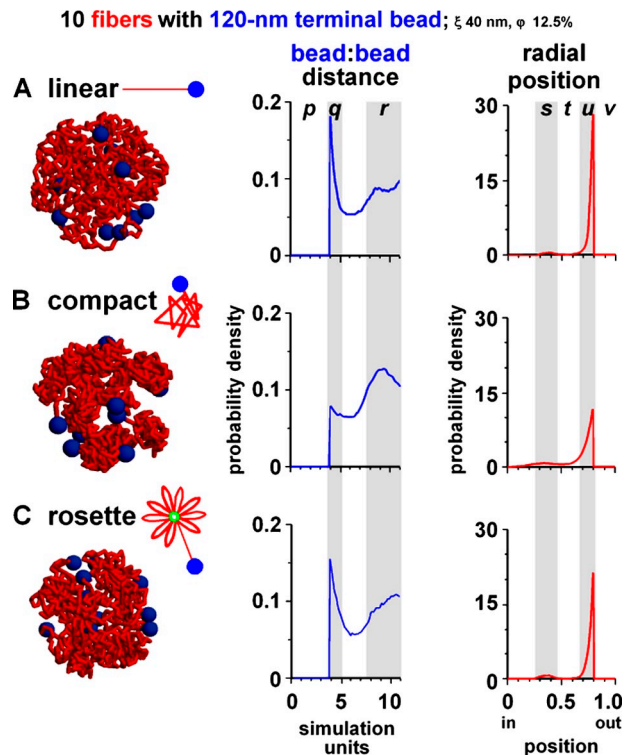 10 fibers with 120-nm terminal bead; ξ 40 nm, φ 12.5%
bead:bead
distance
radial
position
A linear
0.2
0.1
0
p q r
30
15
0
s t u v
B compact
probability density
0.2
0.1
0
probability density
30
15
0
C rosette
0.2
0.1
0
0 5 10
simulation
units
30
15
0
0 0.5 1.0
in out
position